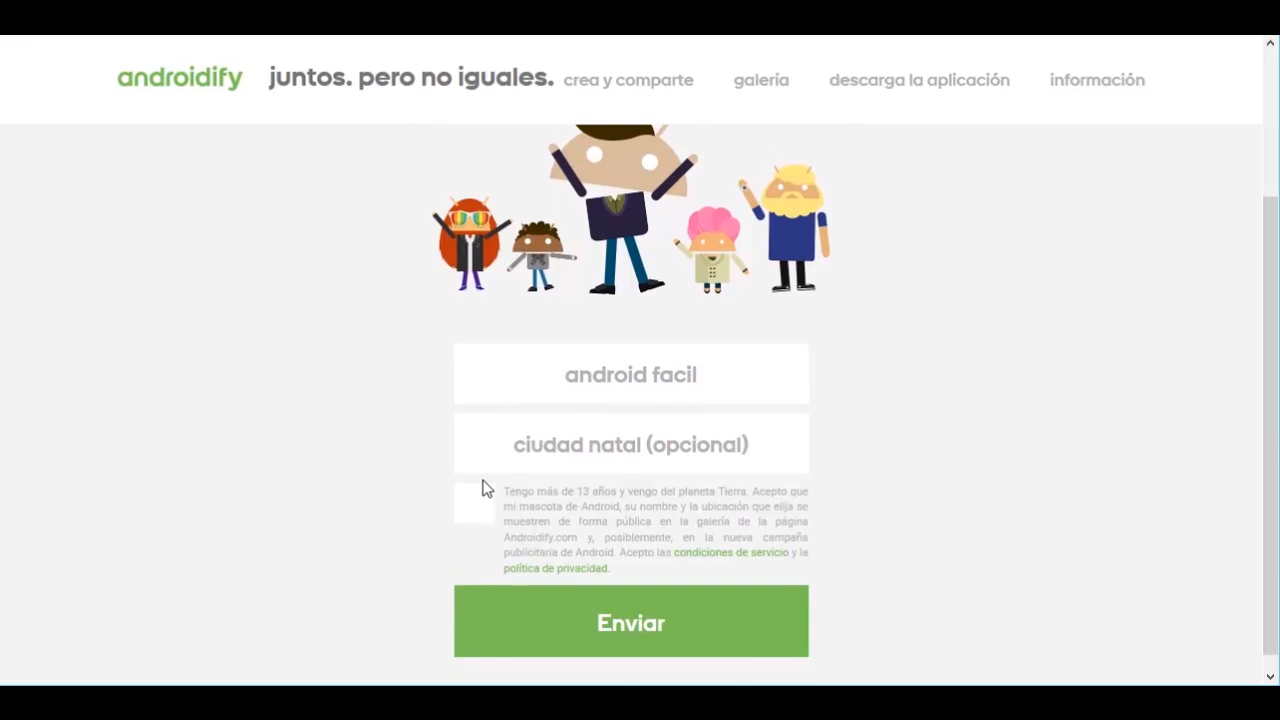 androidify juntos. pero no iguales. crea y comparte galería descarga la aplicación información
android facil
ciudad natal (opcional)
Tengo más de 13 años y vengo del planeta Tierra. Acepto que
mi mascota de Android, su nombre y la ubicación que elija se
muestren de forma pública en la galería de la página
Androidify.com y, posiblemente, en la nueva campaña
publicitaria de Android. Acepto las condiciones de servicio y la
política de privacidad.
Enviar